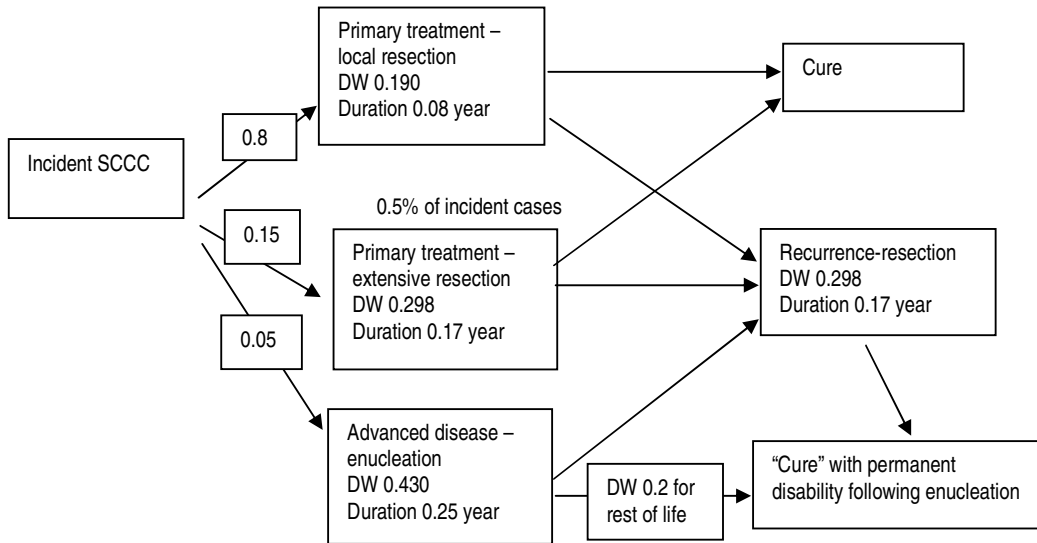 Primary treatment –
local resection
DW 0.190
Duration 0.08 year
Cure
0.8
Incident SCCC
0.5% of incident cases
0.15
Primary treatment –
extensive resection
DW 0.298
Duration 0.17 year
Recurrence-resection
DW 0.298
Duration 0.17 year
0.05
Advanced disease –
enucleation
DW 0.430
Duration 0.25 year
DW 0.2 for
rest of life
“Cure” with permanent
disability following enucleation